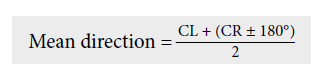 Mean direction = CL + (CR ± 180°) / 2